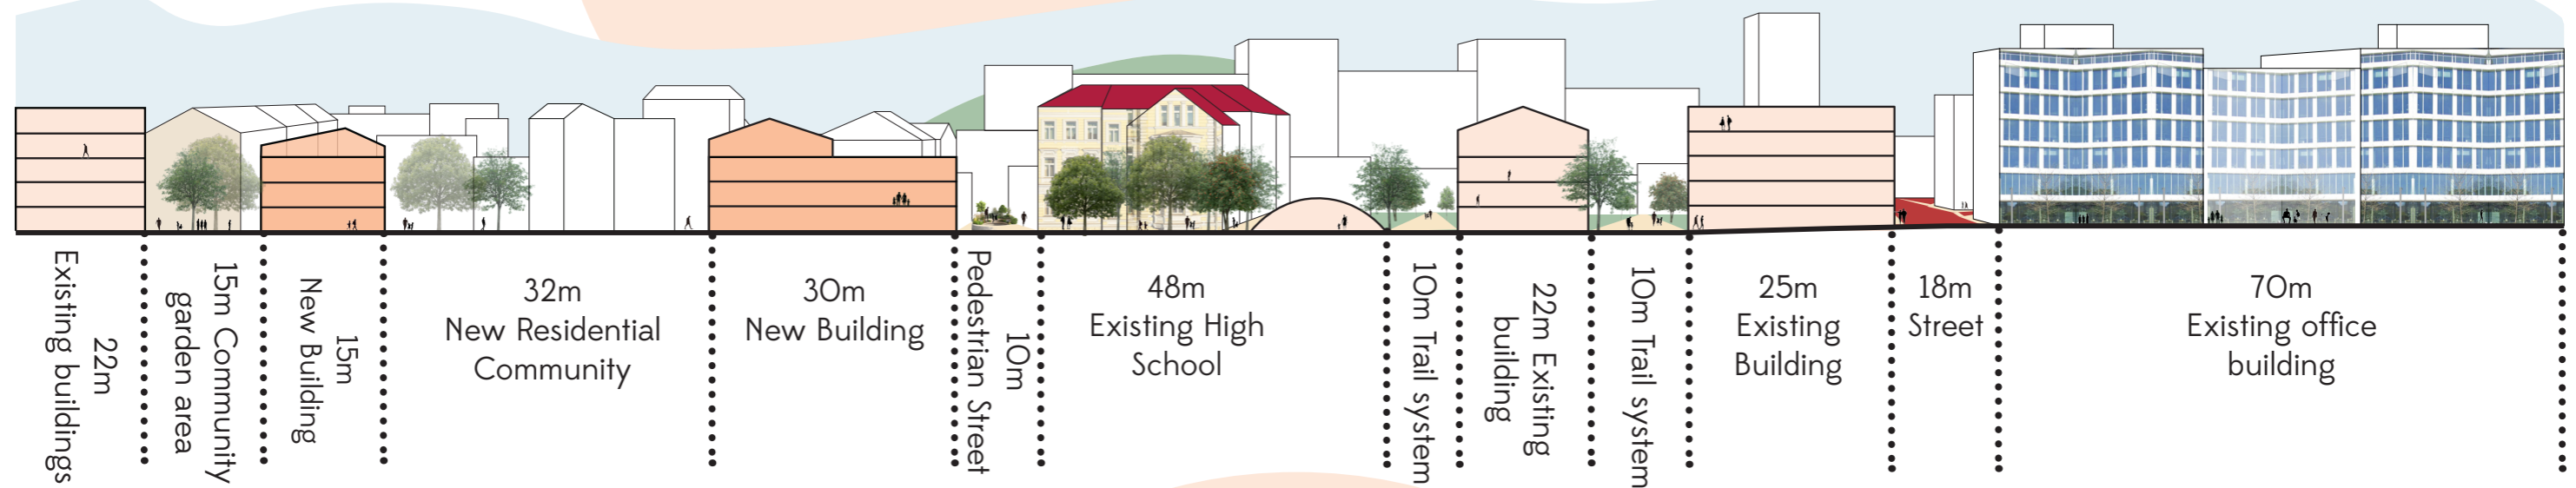 22m
Existing buildings
15m Community
garden area
15m
New Building
32m
New Residential
Community
30m
New Building
10m
Pedestrian Street
48m
Existing High
School
10m Trail system
22m Existing
building
10m Trail system
25m
Existing
Building
18m
Street
70m
Existing office
building